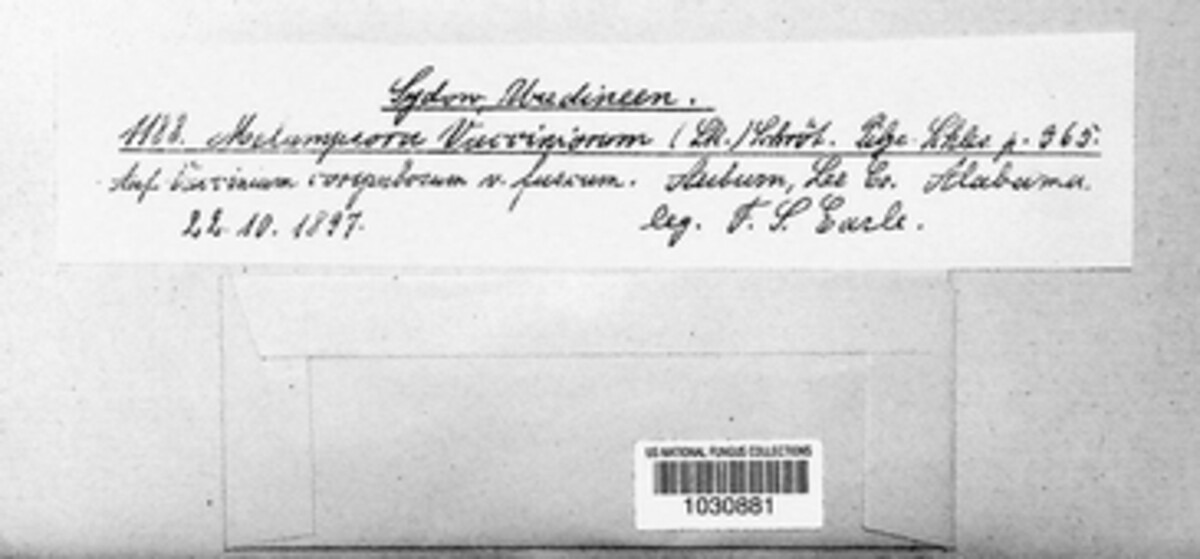 Sydow, Uredineen.
1188. Melampsora Vacciniorum (Lk.) Schröt. Pilze Schles p. 365.
Auf Vaccinium corymbosum v. fuscum. Auburn, Lee Co. Alabama.
22. 10. 1897.
leg. F. S. Earle.
US NATIONAL FUNGUS COLLECTIONS
1030881